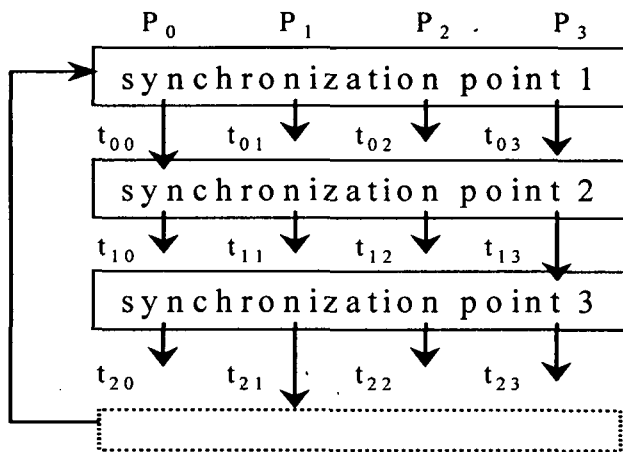 P₀ P₁ P₂ P₃
synchronization point 1
t₀₀ t₀₁ t₀₂ t₀₃
synchronization point 2
t₁₀ t₁₁ t₁₂ t₁₃
synchronization point 3
t₂₀ t₂₁ t₂₂ t₂₃